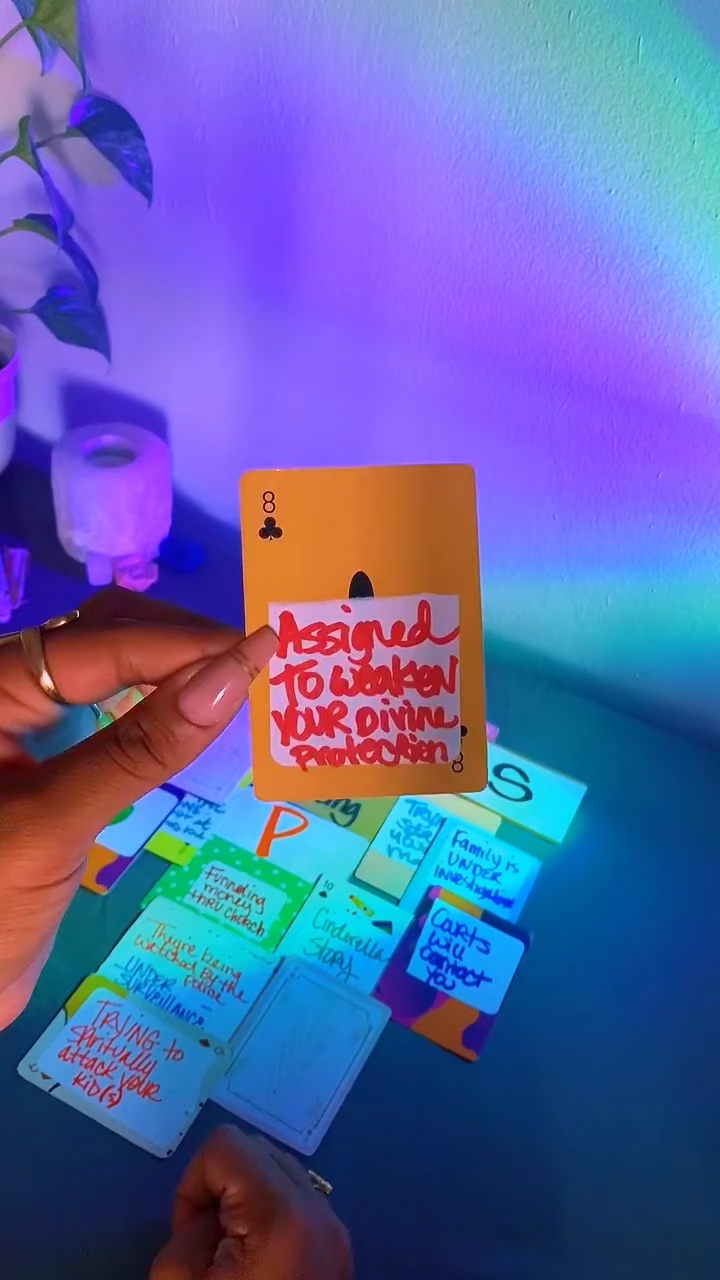 8
Assigned
TO weaken
YOUR Divine
Protection
8
S
P
Family is
UNDER
investigation
Funneling
money
thru Church
10
Cinderella
STORY
Courts
will
Contact
You
They're being
watched by the
Police
UNDER
SURVEILLANCE
TRYING to
Spiritually
attack your
KID(S)